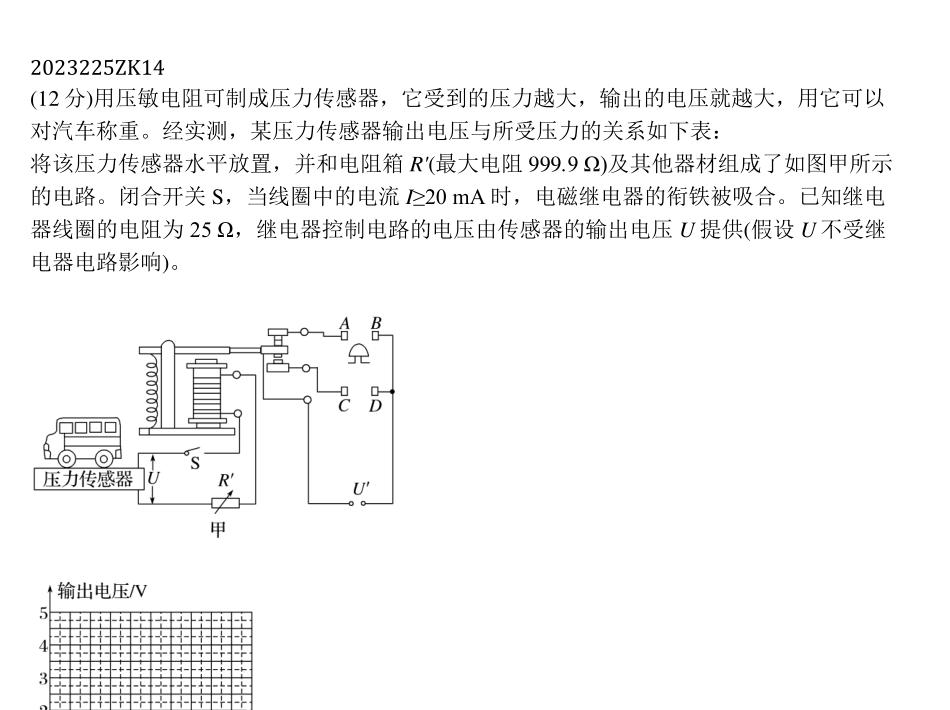 2023225ZK14
(12 分)用压敏电阻可制成压力传感器，它受到的压力越大，输出的电压就越大，用它可以
对汽车称重。经实测，某压力传感器输出电压与所受压力的关系如下表：
将该压力传感器水平放置，并和电阻箱 R′(最大电阻 999.9 Ω)及其他器材组成了如图甲所示
的电路。闭合开关 S，当线圈中的电流 I≥20 mA 时，电磁继电器的衔铁被吸合。已知继电
器线圈的电阻为 25 Ω，继电器控制电路的电压由传感器的输出电压 U 提供(假设 U 不受继
电器电路影响)。
A B
C D
S
压力传感器 U R′ U′
甲
输出电压/V
5
4
3